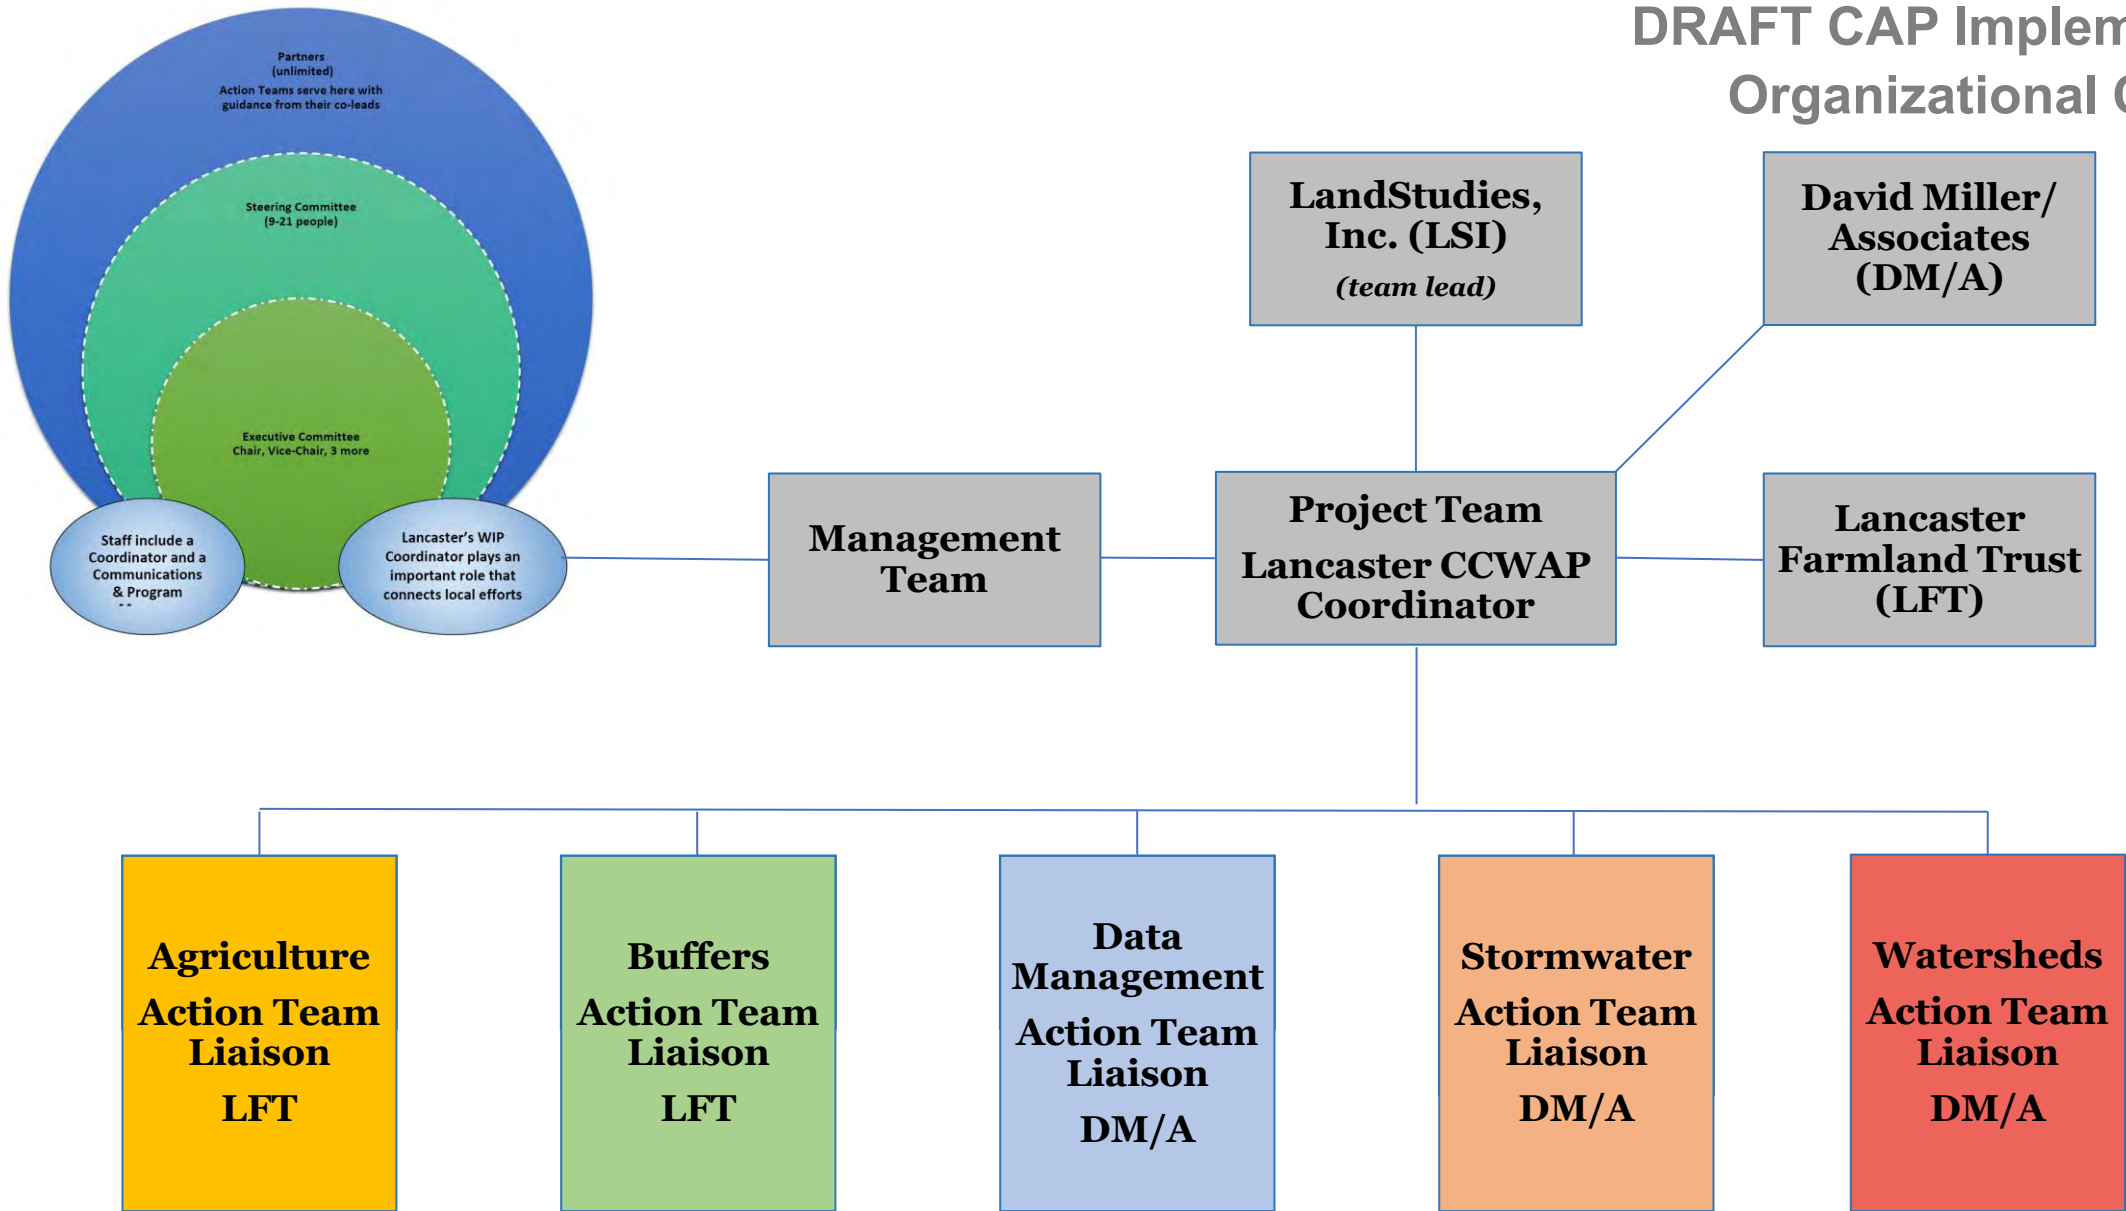 DRAFT CAP Implem
Organizational
Partners
(unlimited)
Action Teams serve here with
guidance from their co-leads
Steering Committee
(9-21 people)
Executive Committee
Chair, Vice-Chair, 3 more
Staff include a
Coordinator and a
Communications
& Program
Lancaster's WIP
Coordinator plays an
important role that
connects local efforts
LandStudies,
Inc. (LSI)
(team lead)
David Miller/
Associates
(DM/A)
Management
Team
Project Team
Lancaster CCWAP
Coordinator
Lancaster
Farmland Trust
(LFT)
Agriculture
Action Team
Liaison
LFT
Buffers
Action Team
Liaison
LFT
Data
Management
Action Team
Liaison
DM/A
Stormwater
Action Team
Liaison
DM/A
Watersheds
Action Team
Liaison
DM/A